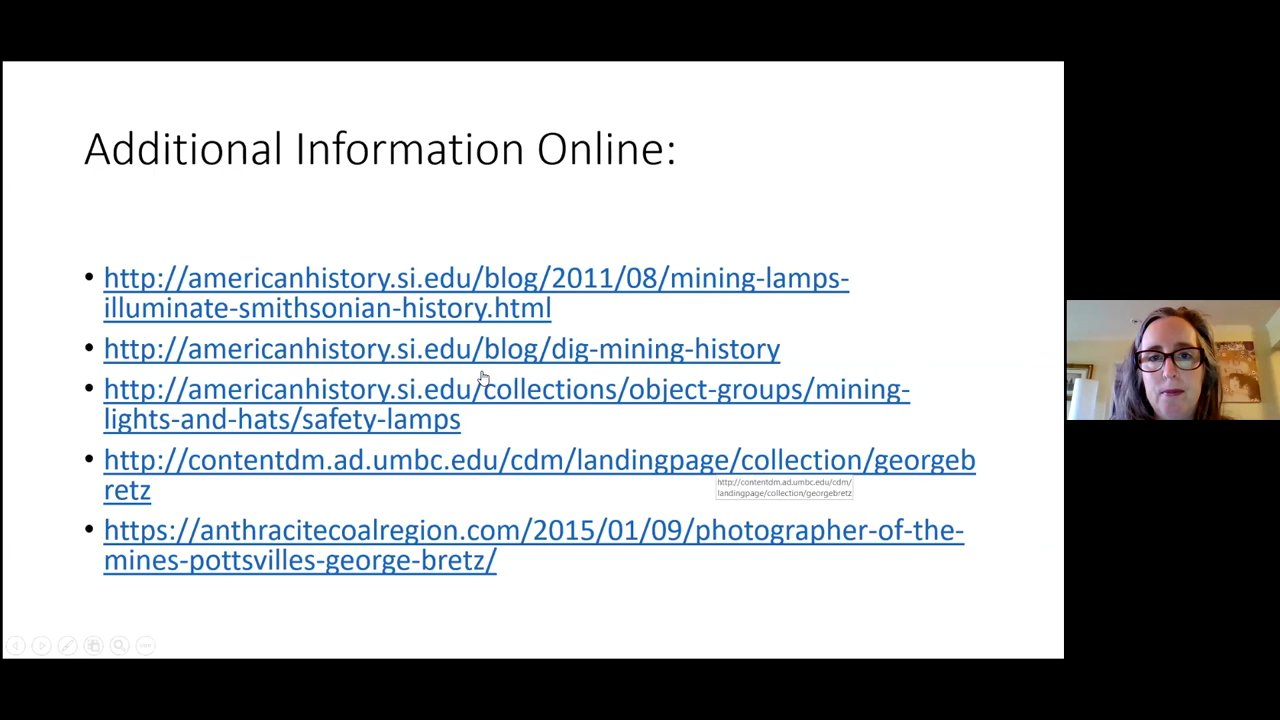 Additional Information Online:
• http://americanhistory.si.edu/blog/2011/08/mining-lamps-
illuminate-smithsonian-history.html
• http://americanhistory.si.edu/blog/dig-mining-history
• http://americanhistory.si.edu/collections/object-groups/mining-
lights-and-hats/safety-lamps
• http://contentdm.ad.umbc.edu/cdm/landingpage/collection/georgeb
retz
http://contentdm.ad.umbc.edu/cdm/
landingpage/collection/georgebretz
• https://anthracitecoalregion.com/2015/01/09/photographer-of-the-
mines-pottsvilles-george-bretz/